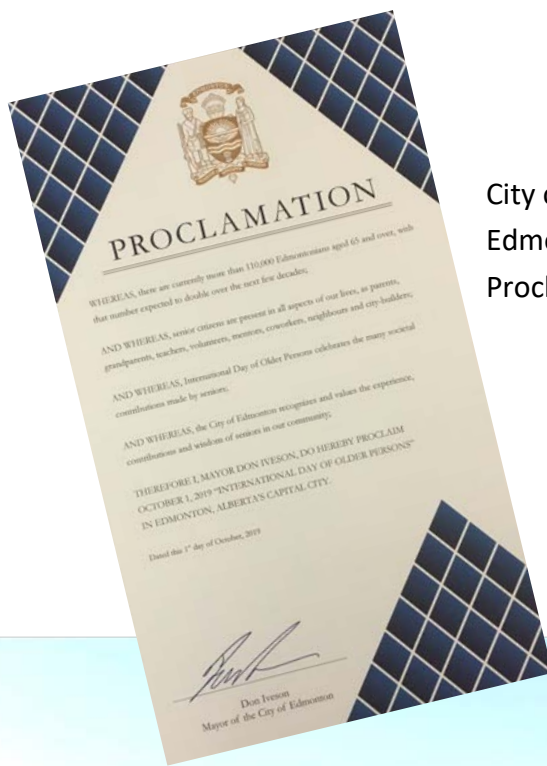 PROCLAMATION
WHEREAS, there are currently more than 110,000 Edmontonians aged 65 and over, with
that number expected to double over the next few decades;
AND WHEREAS, senior citizens are present in all aspects of our lives, as parents,
grandparents, teachers, volunteers, mentors, coworkers, neighbours and city-builders;
AND WHEREAS, International Day of Older Persons celebrates the many societal
contributions made by seniors;
AND WHEREAS, the City of Edmonton recognizes and values the experience,
contributions and wisdom of seniors in our community;
THEREFORE I, MAYOR DON IVESON, DO HEREBY PROCLAIM
OCTOBER 1, 2019 “INTERNATIONAL DAY OF OLDER PERSONS”
IN EDMONTON, ALBERTA'S CAPITAL CITY.
Dated this 1st day of October, 2019
Don Iveson
Mayor of the City of Edmonton
City
Edmo
Procl